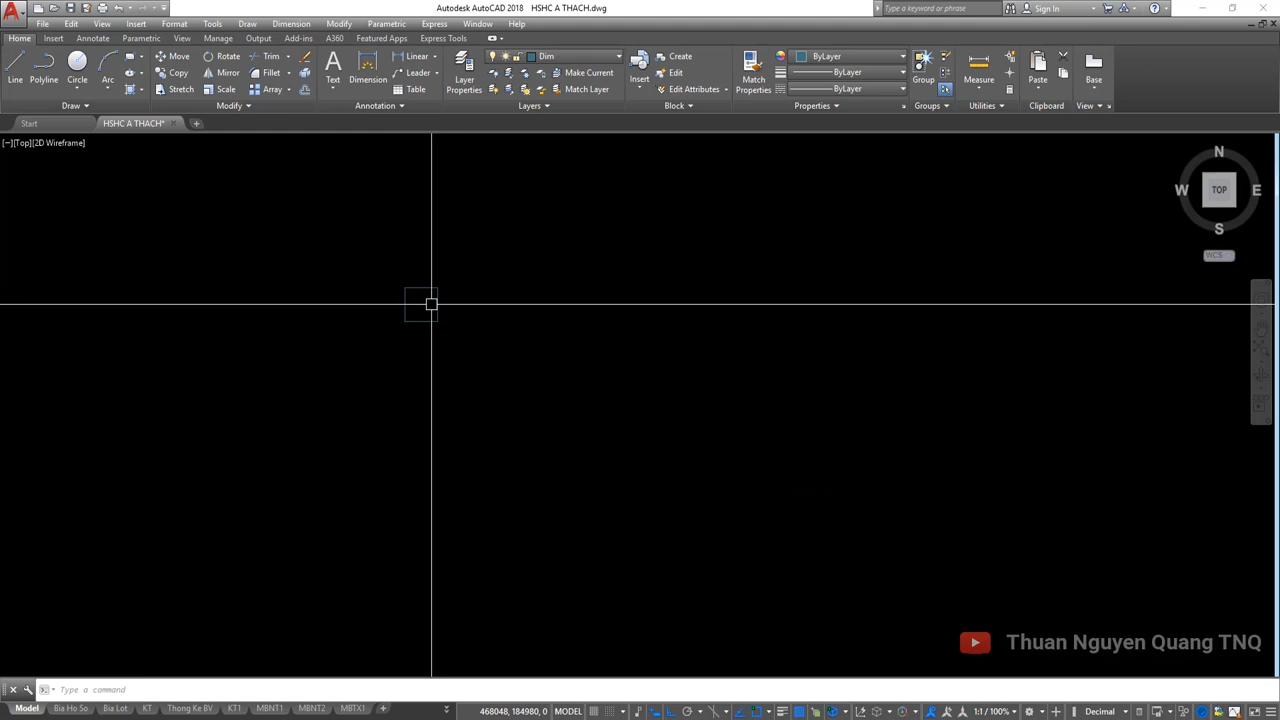 Autodesk AutoCAD 2018 HSHC A THACH.dwg
Type a keyword or phrase
Sign In
File Edit View Insert Format Tools Draw Dimension Modify Parametric Express Window Help
Home Insert Annotate Parametric View Manage Output Add-ins A360 Featured Apps Express Tools
Line Polyline Circle Arc
Move Rotate Trim
Copy Mirror Fillet
Stretch Scale Array
Text Dimension
Linear
Leader
Table
Layer Properties
Dim
Make Current
Match Layer
Insert
Create
Edit
Edit Attributes
Match Properties
ByLayer
ByLayer
ByLayer
Group
Measure
Paste
Base
Draw Modify Annotation Layers Block Properties Groups Utilities Clipboard View
Start HSHC A THACH*
[−][Top][2D Wireframe]
N
W TOP E
S
WCS
Thuan Nguyen Quang TNQ
Type a command
Model Bia Ho So Bia Lot KT Thong Ke BV KT1 MBNT1 MBNT2 MBTX1
468048, 184980, 0 MODEL
1:1 / 100%
Decimal